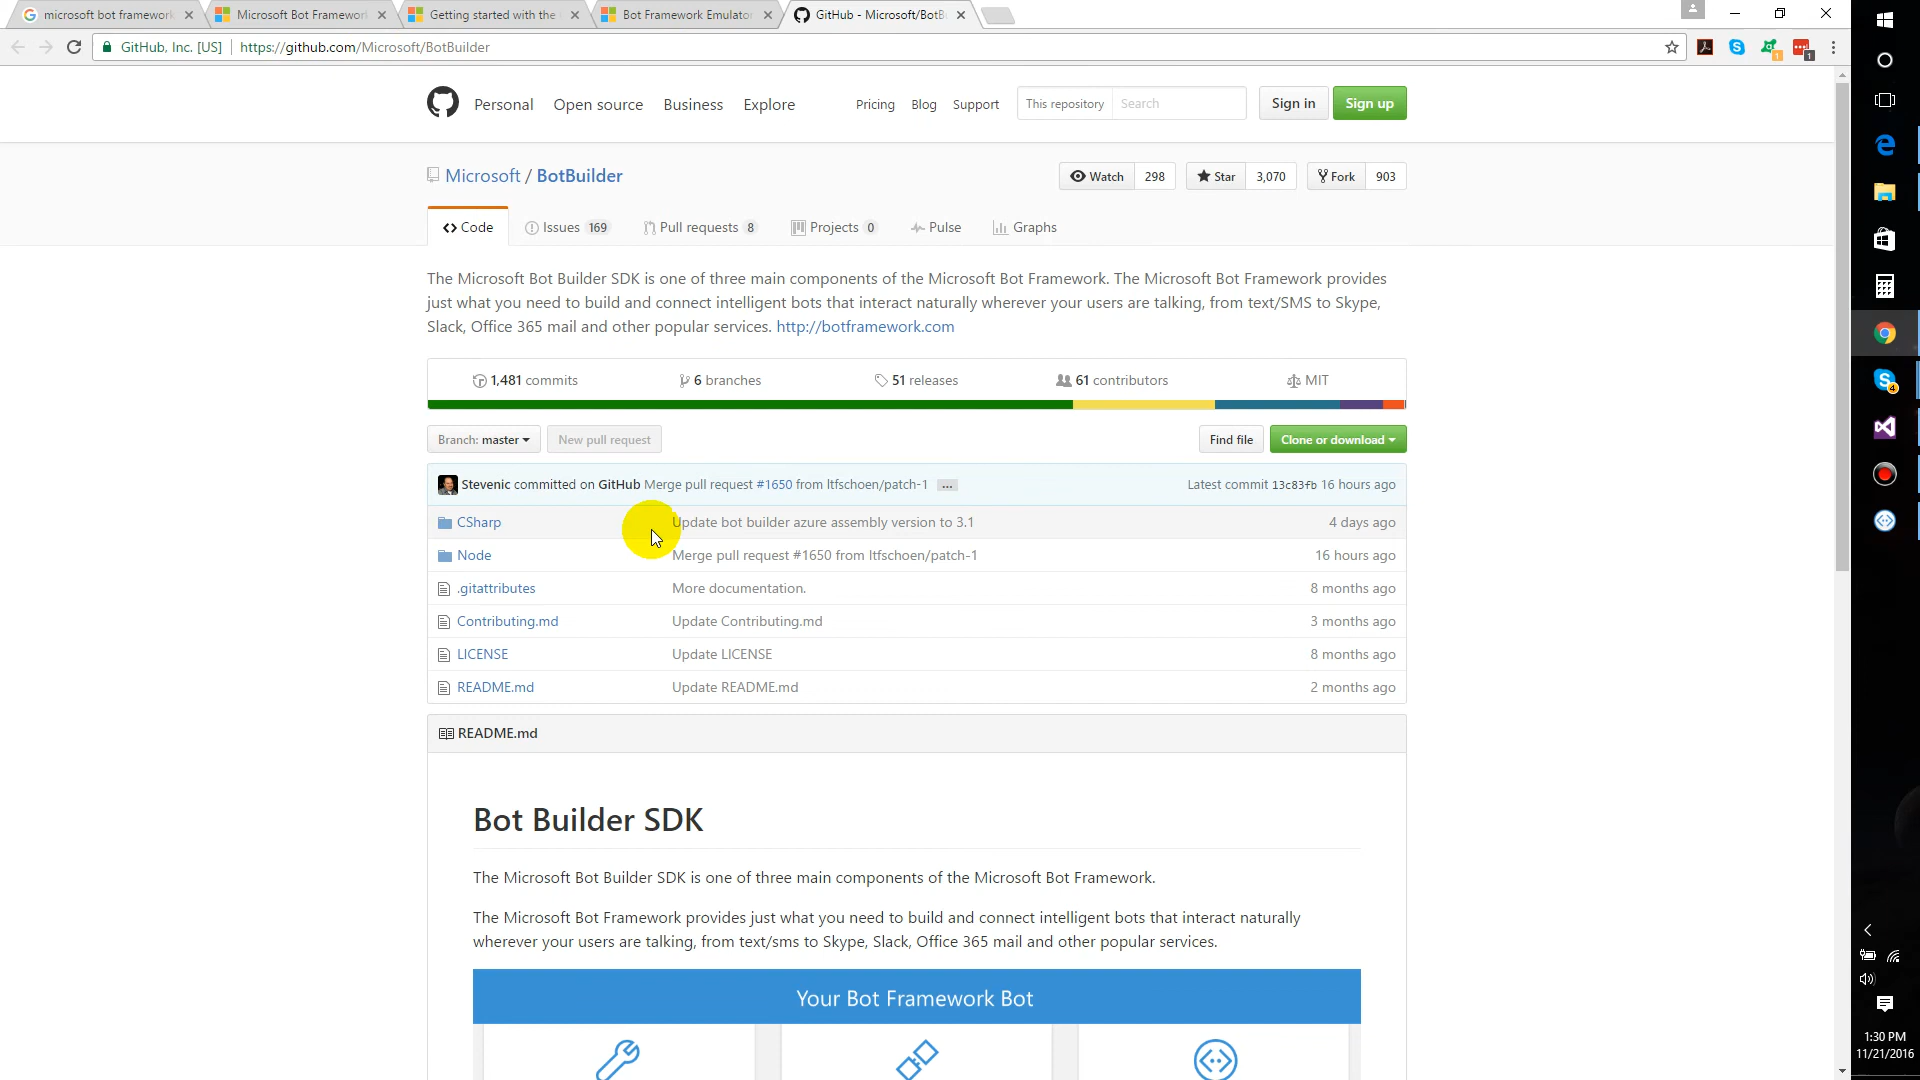 microsoft bot framework
Microsoft Bot Framework
Getting started with the
Bot Framework Emulator
GitHub - Microsoft/BotB
GitHub, Inc. [US]
https://github.com/Microsoft/BotBuilder
1
1
Personal
Open source
Business
Explore
Pricing
Blog
Support
This repository
Search
Sign in
Sign up
Microsoft / BotBuilder
Watch 298
Star 3,070
Fork 903
Code
Issues 169
Pull requests 8
Projects 0
Pulse
Graphs
The Microsoft Bot Builder SDK is one of three main components of the Microsoft Bot Framework. The Microsoft Bot Framework provides
just what you need to build and connect intelligent bots that interact naturally wherever your users are talking, from text/SMS to Skype,
Slack, Office 365 mail and other popular services. http://botframework.com
1,481 commits
6 branches
51 releases
61 contributors
MIT
Branch: master
New pull request
Find file
Clone or download
Stevenic committed on GitHub Merge pull request #1650 from ltfschoen/patch-1 ...
Latest commit 13c83fb 16 hours ago
CSharp
Update bot builder azure assembly version to 3.1
4 days ago
Node
Merge pull request #1650 from ltfschoen/patch-1
16 hours ago
.gitattributes
More documentation.
8 months ago
Contributing.md
Update Contributing.md
3 months ago
LICENSE
Update LICENSE
8 months ago
README.md
Update README.md
2 months ago
README.md
Bot Builder SDK
The Microsoft Bot Builder SDK is one of three main components of the Microsoft Bot Framework.
The Microsoft Bot Framework provides just what you need to build and connect intelligent bots that interact naturally
wherever your users are talking, from text/sms to Skype, Slack, Office 365 mail and other popular services.
Your Bot Framework Bot
4
1:30 PM
11/21/2016